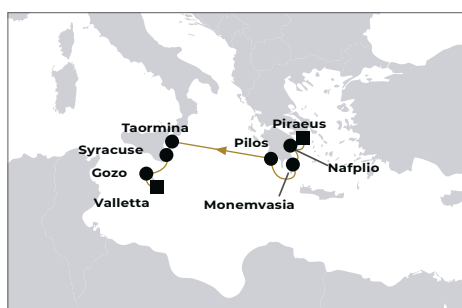 Piraeus
Taormina
Pilos
Syracuse
Nafplio
Gozo
Valletta
Monemvasia